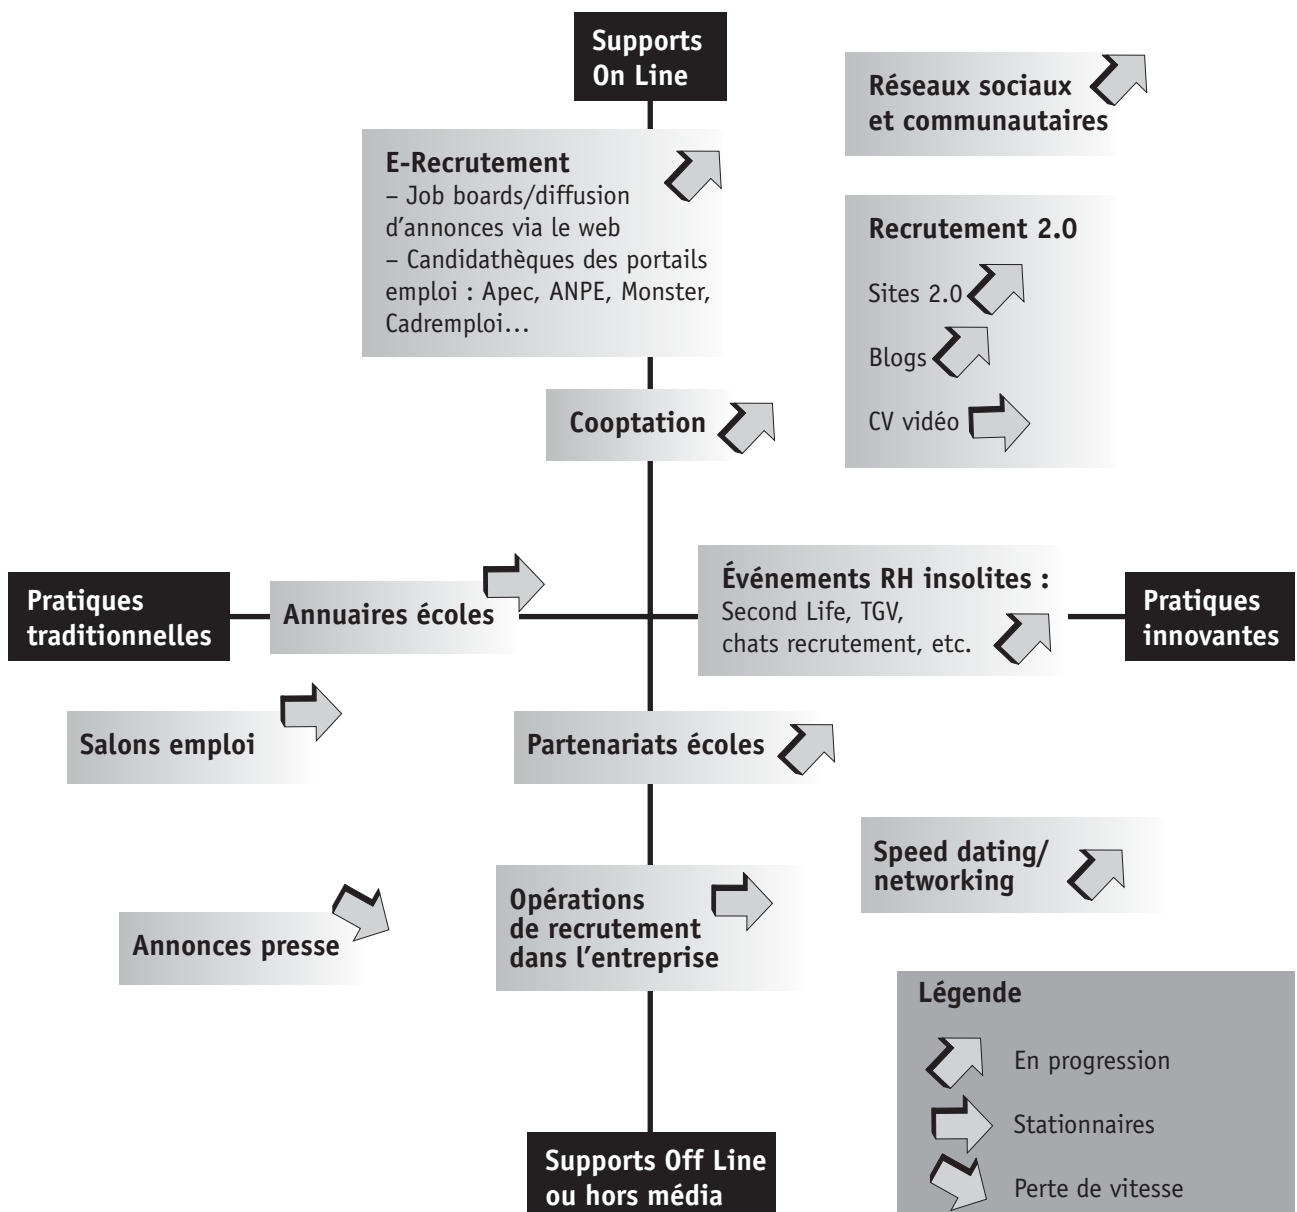 Supports
On Line
Réseaux sociaux
et communautaires
E-Recrutement
– Job boards/diffusion
d’annonces via le web
– Candidathèques des portails
emploi : Apec, ANPE, Monster,
Cadremploi…
Recrutement 2.0
Sites 2.0
Blogs
CV vidéo
Cooptation
Pratiques
traditionnelles
Annuaires écoles
Événements RH insolites :
Second Life, TGV,
chats recrutement, etc.
Pratiques
innovantes
Salons emploi
Partenariats écoles
Speed dating/
networking
Annonces presse
Opérations
de recrutement
dans l’entreprise
Légende
En progression
Stationnaires
Perte de vitesse
Supports Off Line
ou hors média